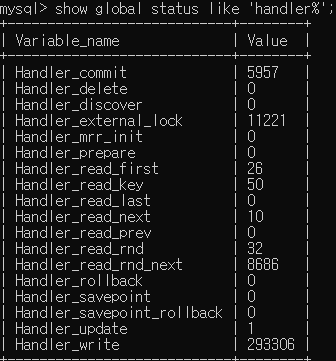 mysql> show global status like 'handler%';
+----------------------------+--------+
| Variable_name | Value |
+----------------------------+--------+
| Handler_commit | 5957 |
| Handler_delete | 0 |
| Handler_discover | 0 |
| Handler_external_lock | 11221 |
| Handler_mrr_init | 0 |
| Handler_prepare | 0 |
| Handler_read_first | 26 |
| Handler_read_key | 50 |
| Handler_read_last | 0 |
| Handler_read_next | 10 |
| Handler_read_prev | 0 |
| Handler_read_rnd | 32 |
| Handler_read_rnd_next | 8686 |
| Handler_rollback | 0 |
| Handler_savepoint | 0 |
| Handler_savepoint_rollback | 0 |
| Handler_update | 1 |
| Handler_write | 293306 |